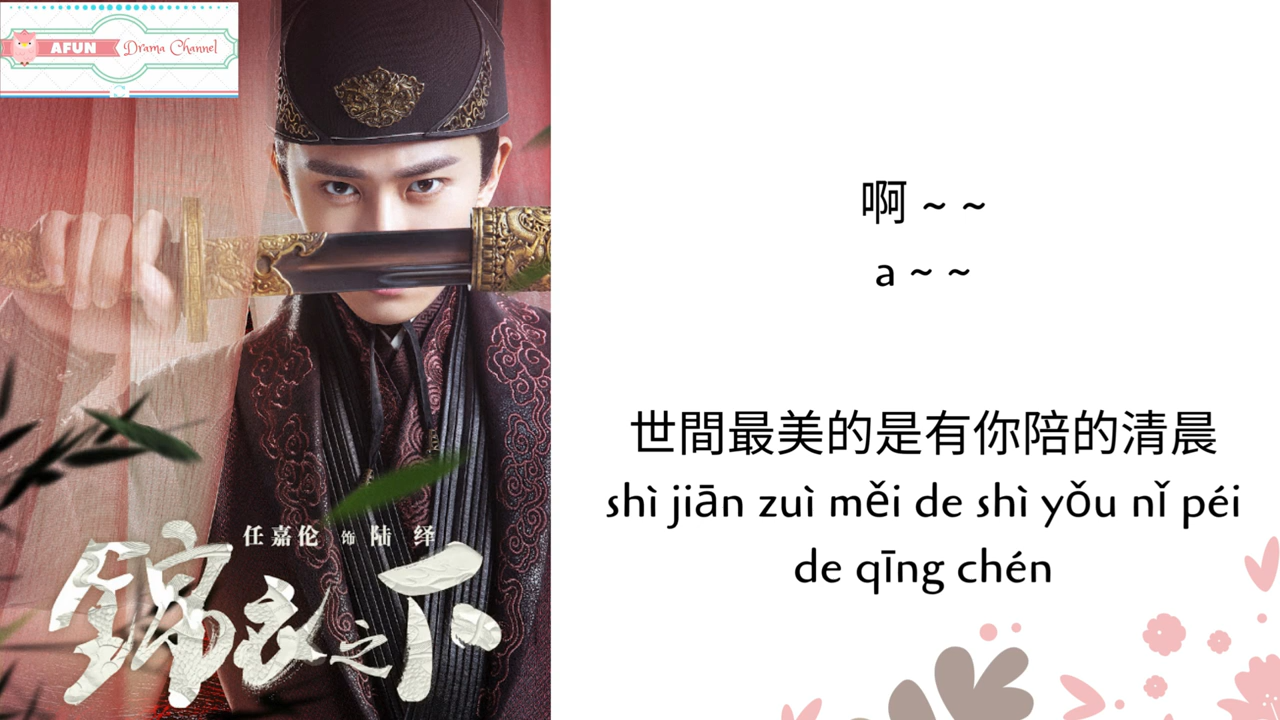 AFUN Drama Channel
任嘉伦 饰 陆绎
錦衣之下
啊 ~ ~
a ~ ~
世間最美的是有你陪的清晨
shì jiān zuì měi de shì yǒu nǐ péi
de qīng chén